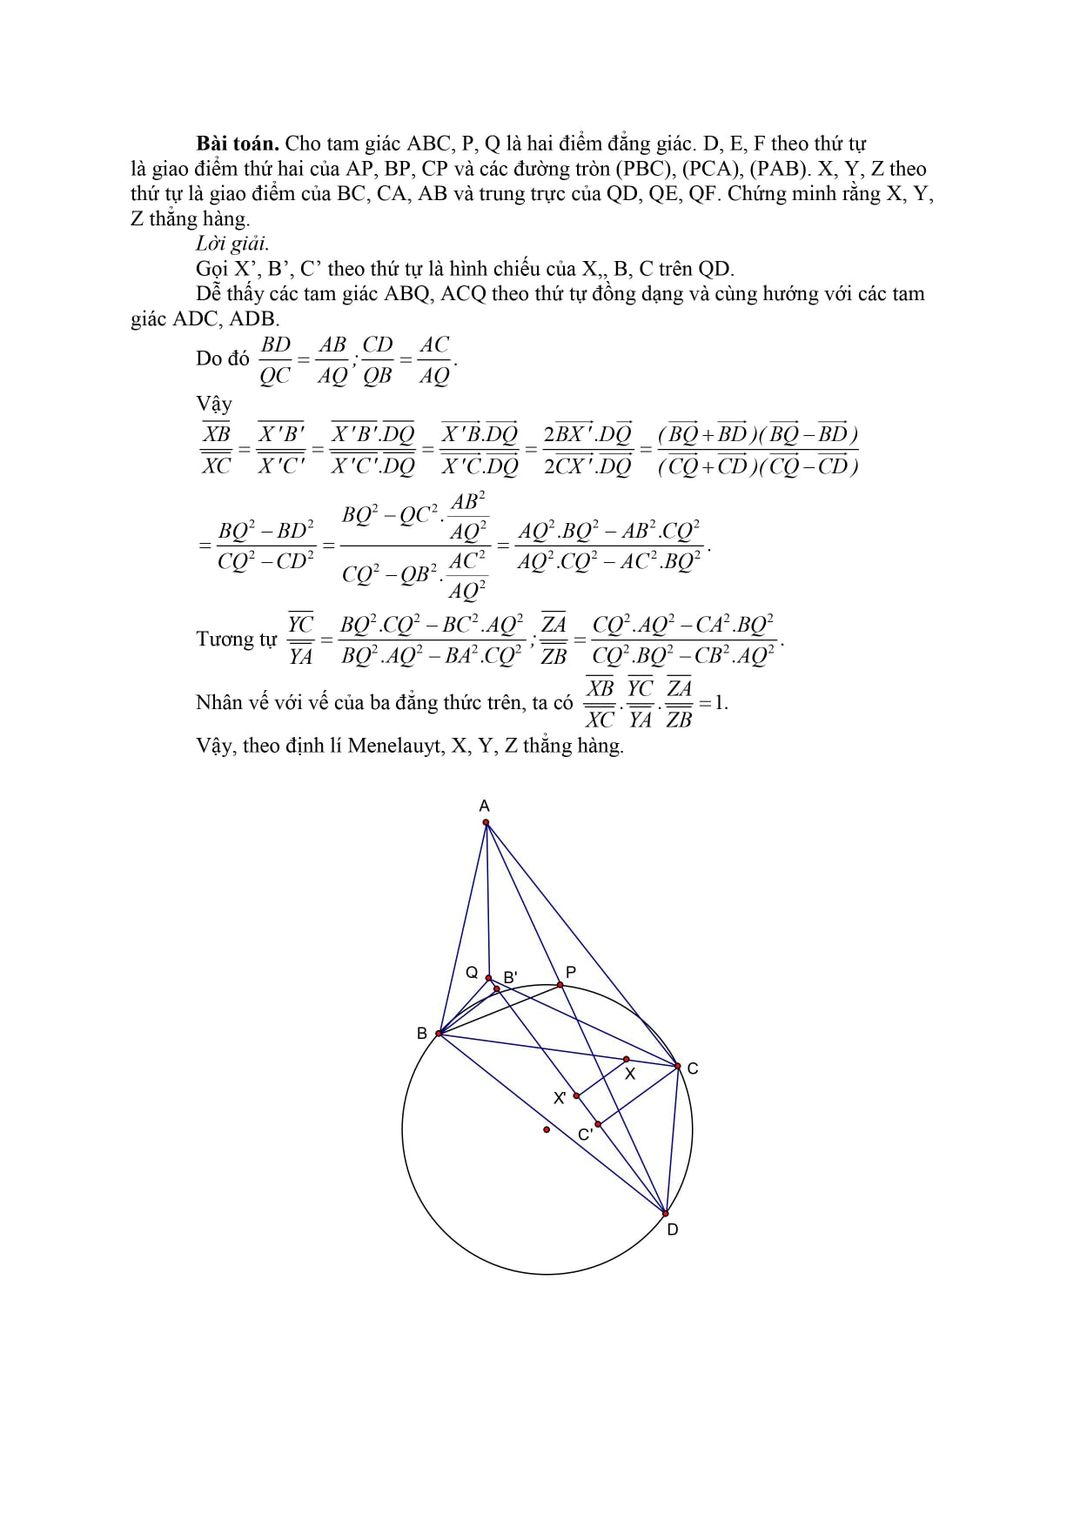 Bài toán. Cho tam giác ABC, P, Q là hai điểm đẳng giác. D, E, F theo thứ tự
là giao điểm thứ hai của AP, BP, CP và các đường tròn (PBC), (PCA), (PAB). X, Y, Z theo
thứ tự là giao điểm của BC, CA, AB và trung trực của QD, QE, QF. Chứng minh rằng X, Y,
Z thẳng hàng.
Lời giải.
Gọi X’, B’, C’ theo thứ tự là hình chiếu của X,, B, C trên QD.
Dễ thấy các tam giác ABQ, ACQ theo thứ tự đồng dạng và cùng hướng với các tam
giác ADC, ADB.
Do đó $\frac{BD}{QC} = \frac{AB}{AQ}; \frac{CD}{QB} = \frac{AC}{AQ}.$
Vậy
$\frac{\overline{XB}}{\overline{XC}} = \frac{\overline{X'B'}}{\overline{X'C'}} = \frac{\overline{X'B'}.\overline{DQ}}{\overline{X'C'}.\overline{DQ}} = \frac{\overrightarrow{X'B}.\overrightarrow{DQ}}{\overrightarrow{X'C}.\overrightarrow{DQ}} = \frac{2\overrightarrow{BX'}.\overrightarrow{DQ}}{2\overrightarrow{CX'}.\overrightarrow{DQ}} = \frac{(\overrightarrow{BQ}+\overrightarrow{BD})(\overrightarrow{BQ}-\overrightarrow{BD})}{(\overrightarrow{CQ}+\overrightarrow{CD})(\overrightarrow{CQ}-\overrightarrow{CD})}$
$= \frac{BQ^2 - BD^2}{CQ^2 - CD^2} = \frac{BQ^2 - QC^2.\frac{AB^2}{AQ^2}}{CQ^2 - QB^2.\frac{AC^2}{AQ^2}} = \frac{AQ^2.BQ^2 - AB^2.CQ^2}{AQ^2.CQ^2 - AC^2.BQ^2}.$
Tương tự $\frac{\overline{YC}}{\overline{YA}} = \frac{BQ^2.CQ^2 - BC^2.AQ^2}{BQ^2.AQ^2 - BA^2.CQ^2}; \frac{\overline{ZA}}{\overline{ZB}} = \frac{CQ^2.AQ^2 - CA^2.BQ^2}{CQ^2.BQ^2 - CB^2.AQ^2}.$
Nhân vế với vế của ba đẳng thức trên, ta có $\frac{\overline{XB}}{\overline{XC}}.\frac{\overline{YC}}{\overline{YA}}.\frac{\overline{ZA}}{\overline{ZB}} = 1.$
Vậy, theo định lí Menelauyt, X, Y, Z thẳng hàng.
A
Q
B'
P
B
X
C
X'
C'
D